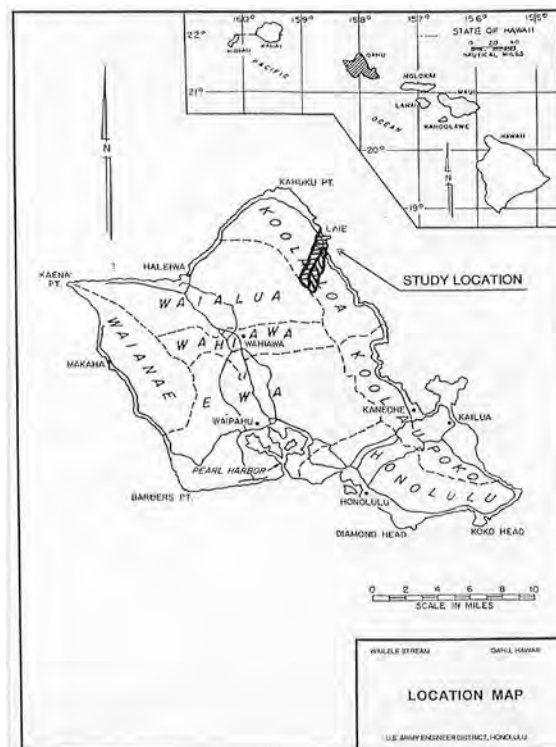 160° 159° 158° 157° 156° 155°
STATE OF HAWAII
0 20 40
NAUTICAL MILES
22°
KAUAI
OAHU
PACIFIC
MOLOKAI
21°
LANAI
MAUI
OCEAN
KAHOOLAWE
HAWAII
20°
N
19°
N
KAHUKU PT.
KOOLAULOA
LAIE
STUDY LOCATION
HALEIWA
KAENA PT.
WAIALUA
WAHIAWA
WAHIAWA
WAIANAE
MAKAHA
EWA
KOOLAUPOKO
KANEOHE
KAILUA
WAIPAHU
PEARL HARBOR
HONOLULU
BARBERS PT.
HONOLULU
DIAMOND HEAD
KOKO HEAD
0 2 4 6 8 10
SCALE IN MILES
WAILELE STREAM OAHU, HAWAII
LOCATION MAP
U.S. ARMY ENGINEER DISTRICT, HONOLULU